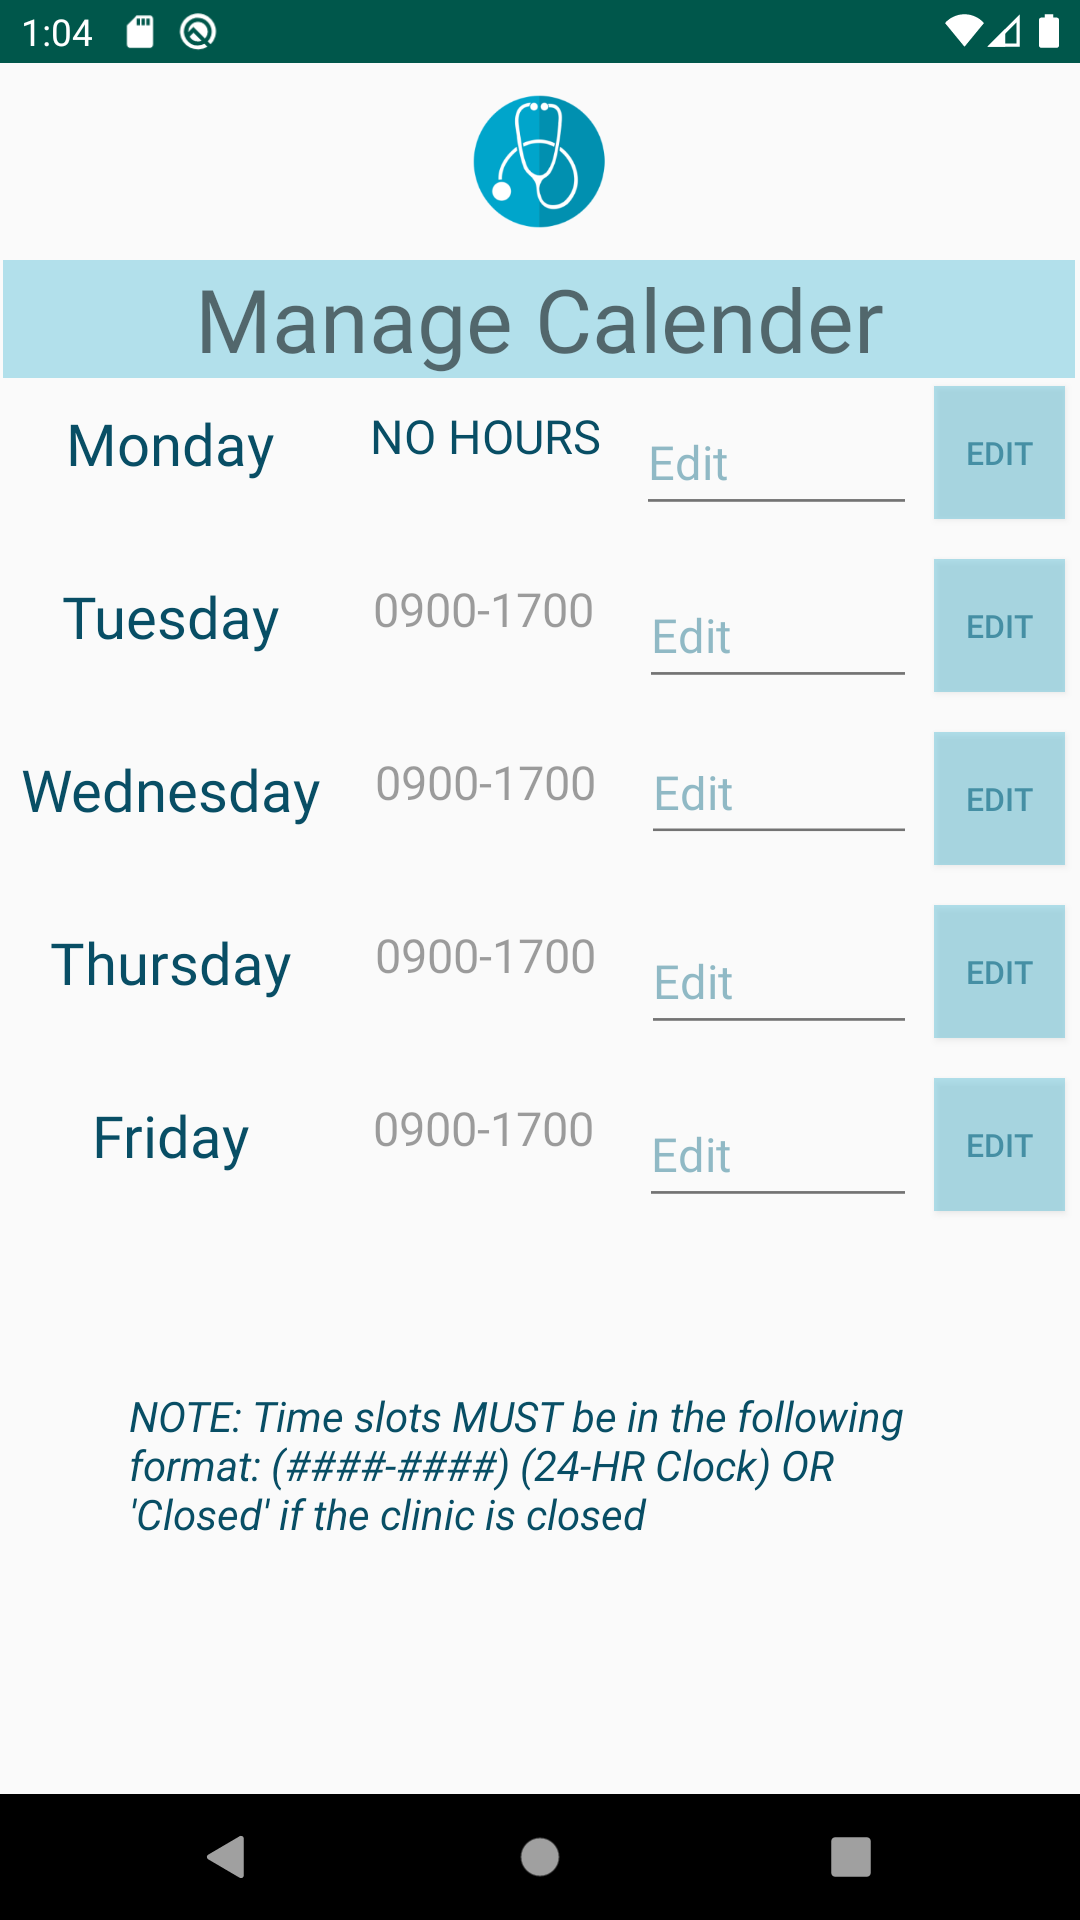 1:04
Manage Calender
Monday NO HOURS Edit EDIT
Tuesday 0900-1700 Edit EDIT
Wednesday 0900-1700 Edit EDIT
Thursday 0900-1700 Edit EDIT
Friday 0900-1700 Edit EDIT
NOTE: Time slots MUST be in the following
format: (####-####) (24-HR Clock) OR
'Closed' if the clinic is closed